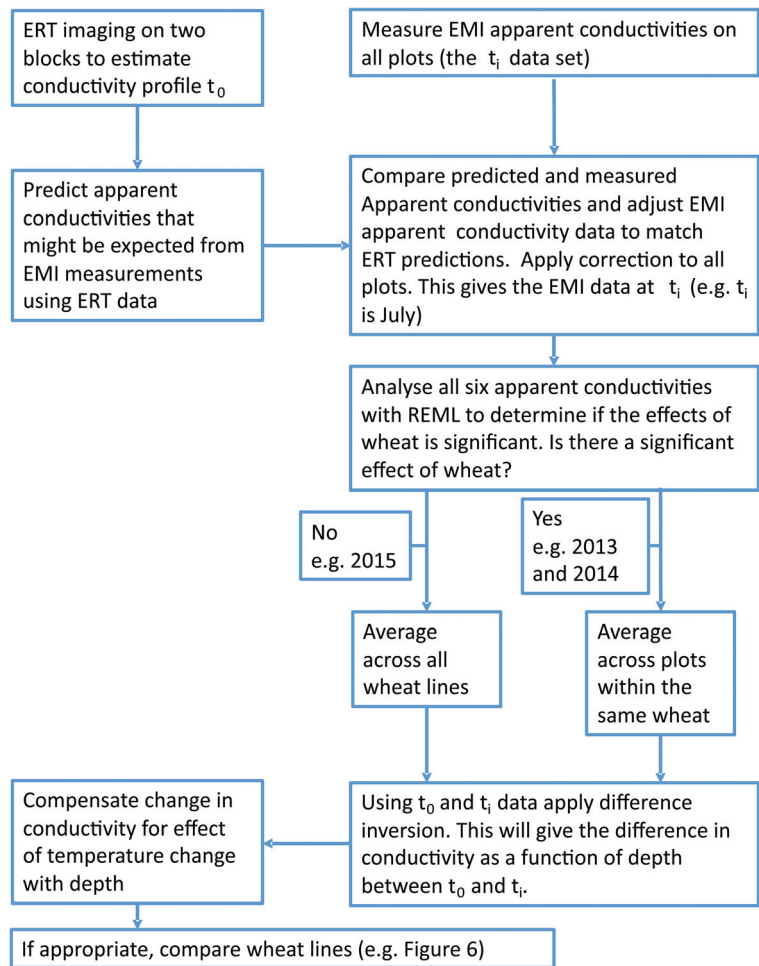 ERT imaging on two
blocks to estimate
conductivity profile t0
Measure EMI apparent conductivities on
all plots (the ti data set)
Predict apparent
conductivities that
might be expected from
EMI measurements
using ERT data
Compare predicted and measured
Apparent conductivities and adjust EMI
apparent conductivity data to match
ERT predictions. Apply correction to all
plots. This gives the EMI data at ti (e.g. ti
is July)
Analyse all six apparent conductivities
with REML to determine if the effects of
wheat is significant. Is there a significant
effect of wheat?
No
e.g. 2015
Yes
e.g. 2013
and 2014
Average
across all
wheat lines
Average
across plots
within the
same wheat
Compensate change in
conductivity for effect
of temperature change
with depth
Using t0 and ti data apply difference
inversion. This will give the difference in
conductivity as a function of depth
between t0 and ti.
If appropriate, compare wheat lines (e.g. Figure 6)